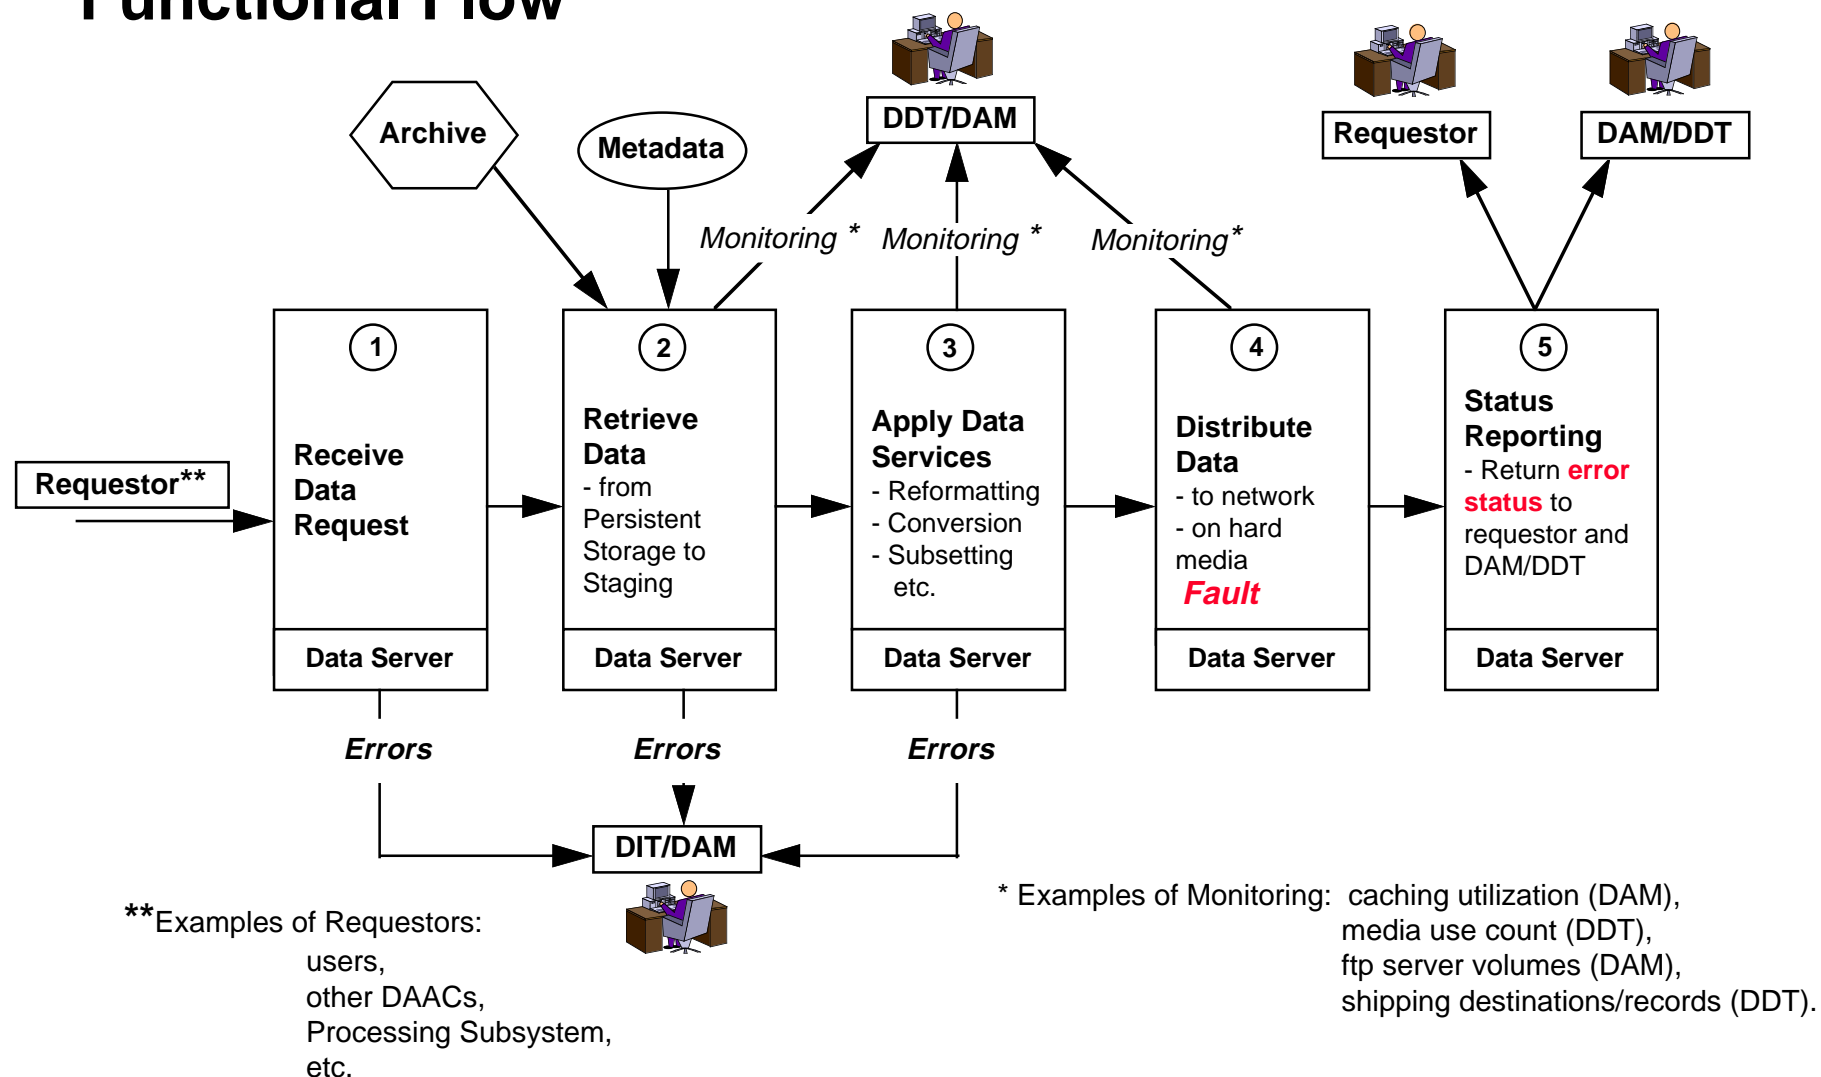 Functional Flow
DDT/DAM
Requestor
DAM/DDT
Archive
Metadata
Monitoring *
Monitoring *
Monitoring*
Requestor**
1
Receive
Data
Request
Data Server
2
Retrieve
Data
- from
Persistent
Storage to
Staging
Data Server
3
Apply Data
Services
- Reformatting
- Conversion
- Subsetting
etc.
Data Server
4
Distribute
Data
- to network
- on hard
media
Fault
Data Server
5
Status
Reporting
- Return error
status to
requestor and
DAM/DDT
Data Server
Errors
Errors
Errors
DIT/DAM
**Examples of Requestors:
users,
other DAACs,
Processing Subsystem,
etc.
* Examples of Monitoring: caching utilization (DAM),
media use count (DDT),
ftp server volumes (DAM),
shipping destinations/records (DDT).